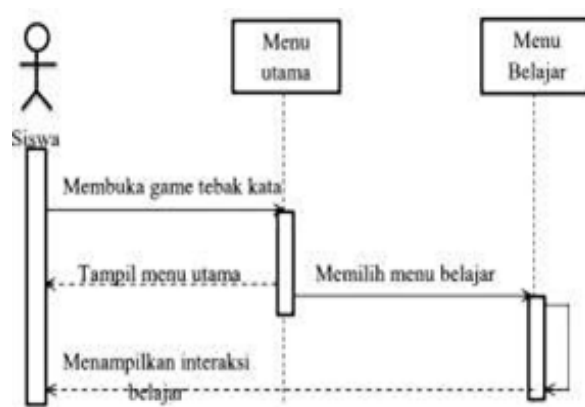 Menu
utama
Menu
Belajar
Siswa
Membuka game tebak kata
Tampil menu utama
Memilih menu belajar
Menampilkan interaksi
belajar